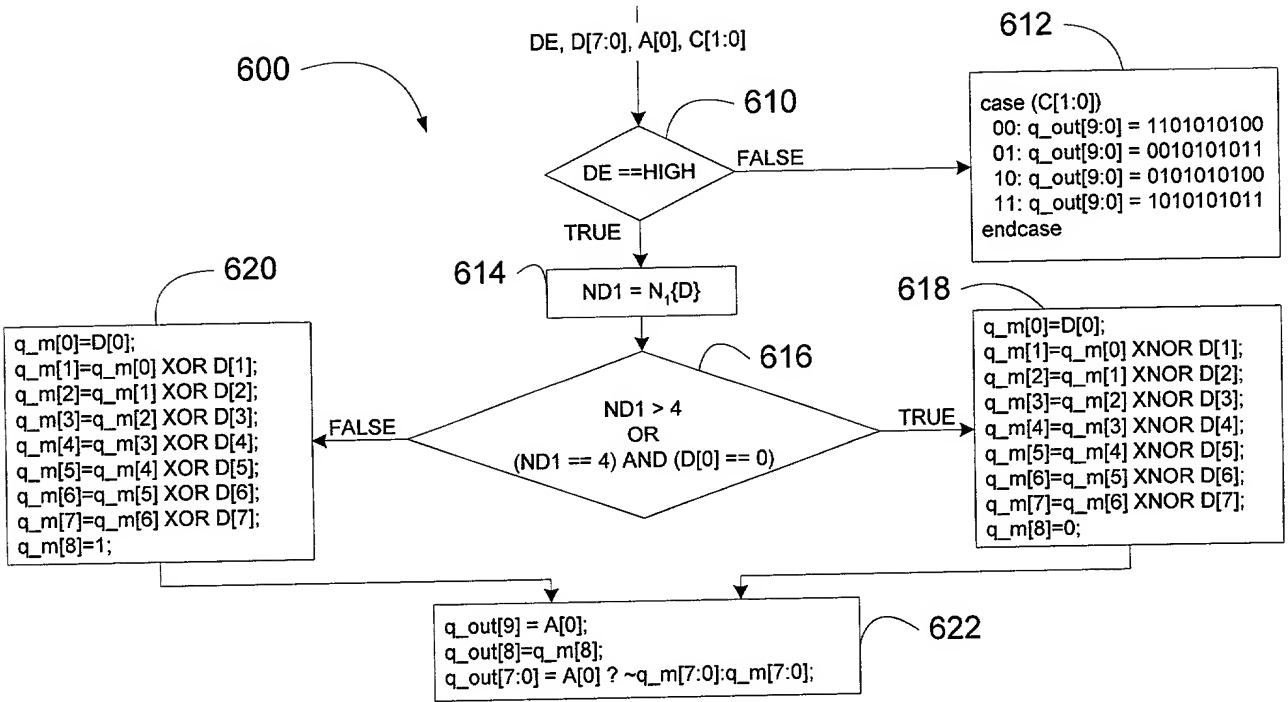 DE, D[7:0], A[0], C[1:0]
600
610
612
DE ==HIGH
FALSE
TRUE
case (C[1:0])
00: q_out[9:0] = 1101010100
01: q_out[9:0] = 0010101011
10: q_out[9:0] = 0101010100
11: q_out[9:0] = 1010101011
endcase
614
ND1 = N₁{D}
616
ND1 > 4
OR
(ND1 == 4) AND (D[0] == 0)
FALSE
TRUE
620
q_m[0]=D[0];
q_m[1]=q_m[0] XOR D[1];
q_m[2]=q_m[1] XOR D[2];
q_m[3]=q_m[2] XOR D[3];
q_m[4]=q_m[3] XOR D[4];
q_m[5]=q_m[4] XOR D[5];
q_m[6]=q_m[5] XOR D[6];
q_m[7]=q_m[6] XOR D[7];
q_m[8]=1;
618
q_m[0]=D[0];
q_m[1]=q_m[0] XNOR D[1];
q_m[2]=q_m[1] XNOR D[2];
q_m[3]=q_m[2] XNOR D[3];
q_m[4]=q_m[3] XNOR D[4];
q_m[5]=q_m[4] XNOR D[5];
q_m[6]=q_m[5] XNOR D[6];
q_m[7]=q_m[6] XNOR D[7];
q_m[8]=0;
q_out[9] = A[0];
q_out[8]=q_m[8];
q_out[7:0] = A[0] ? ~q_m[7:0]:q_m[7:0];
622